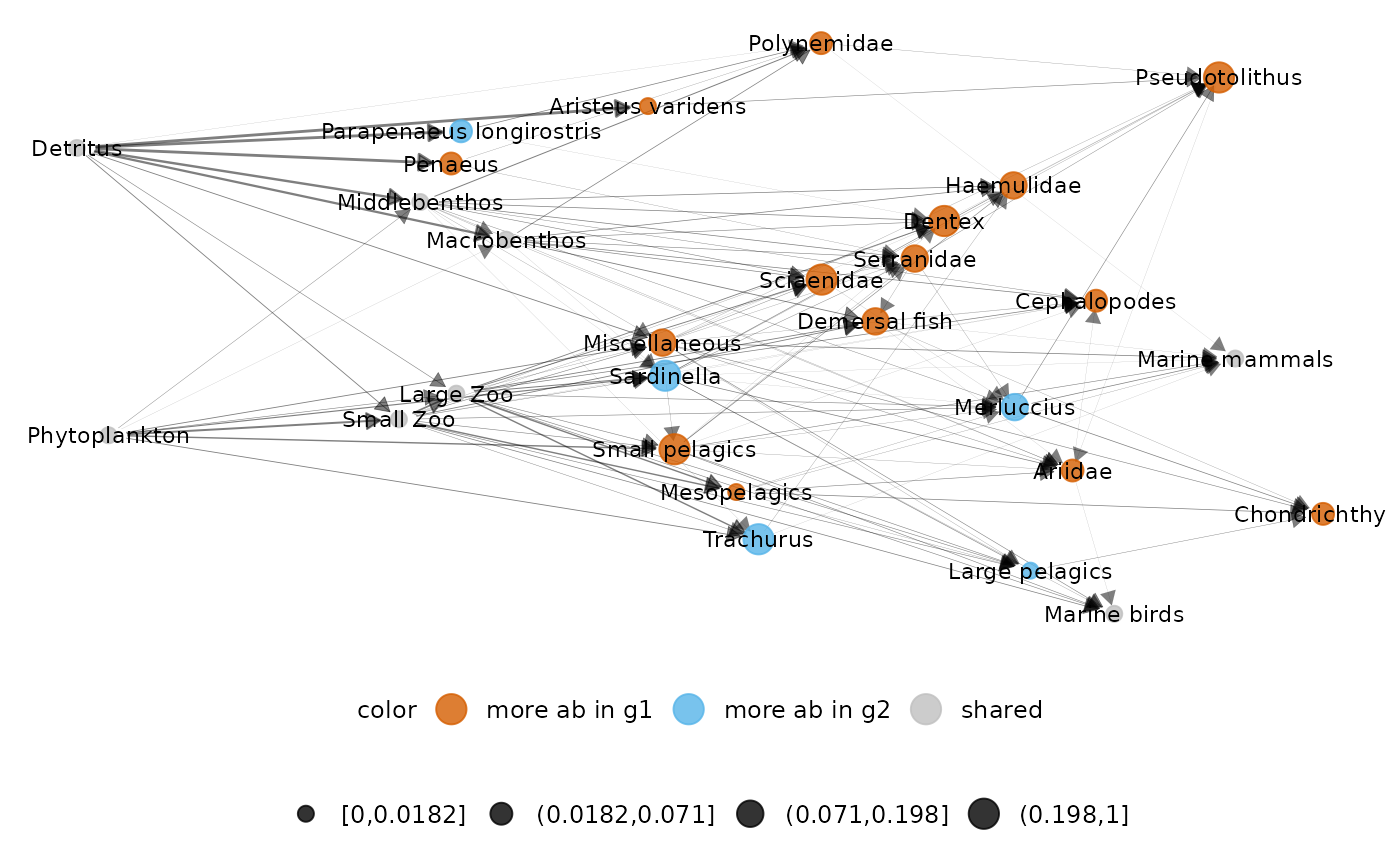 Polynemidae
Pseudotolithus
Aristeus varidens
Parapenaeus longirostris
Detritus
Penaeus
Haemulidae
Middlebenthos
Dentex
Macrobenthos
Serranidae
Sciaenidae
Cephalopodes
Demersal fish
Miscellaneous
Marine mammals
Sardinella
Large Zoo
Merluccius
Small Zoo
Phytoplankton
Small pelagics
Ariidae
Mesopelagics
Chondrichthy
Trachurus
Large pelagics
Marine birds
color more ab in g1 more ab in g2 shared
[0,0.0182] (0.0182,0.071] (0.071,0.198] (0.198,1]